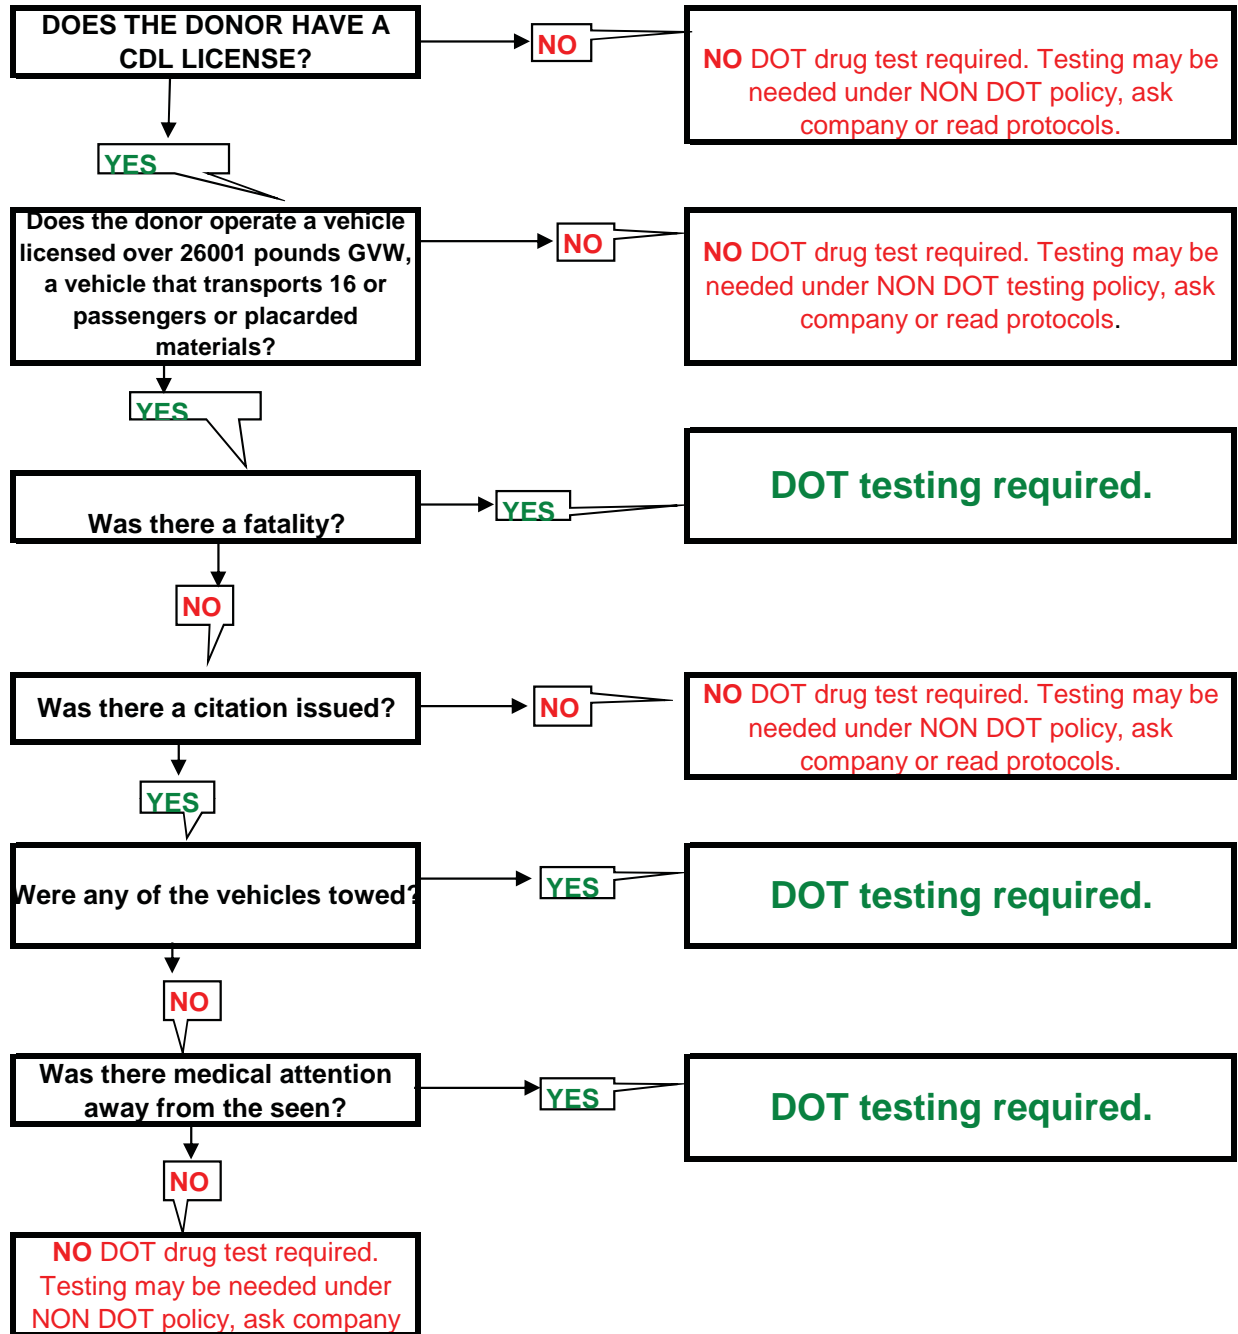 DOES THE DONOR HAVE A
CDL LICENSE?
NO
NO DOT drug test required. Testing may be
needed under NON DOT policy, ask
company or read protocols.
YES
Does the donor operate a vehicle
licensed over 26001 pounds GVW,
a vehicle that transports 16 or
passengers or placarded
materials?
NO
NO DOT drug test required. Testing may be
needed under NON DOT testing policy, ask
company or read protocols.
YES
Was there a fatality?
YES
DOT testing required.
NO
Was there a citation issued?
NO
NO DOT drug test required. Testing may be
needed under NON DOT policy, ask
company or read protocols.
YES
Were any of the vehicles towed?
YES
DOT testing required.
NO
Was there medical attention
away from the seen?
YES
DOT testing required.
NO
NO DOT drug test required.
Testing may be needed under
NON DOT policy, ask company